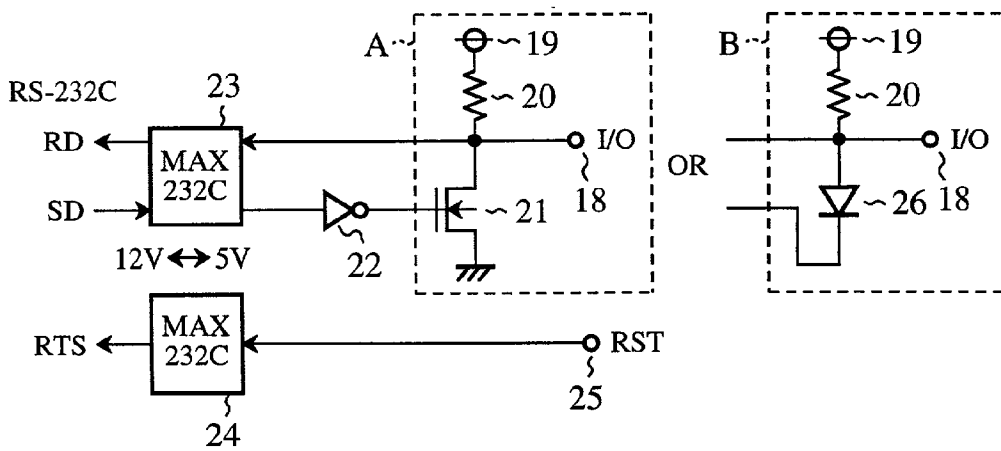 A
19
B
19
RS-232C
23
20
20
RD
MAX
232C
I/O
OR
I/O
SD
21
18
26
18
12V ↔ 5V
22
MAX
232C
RTS
RST
24
25